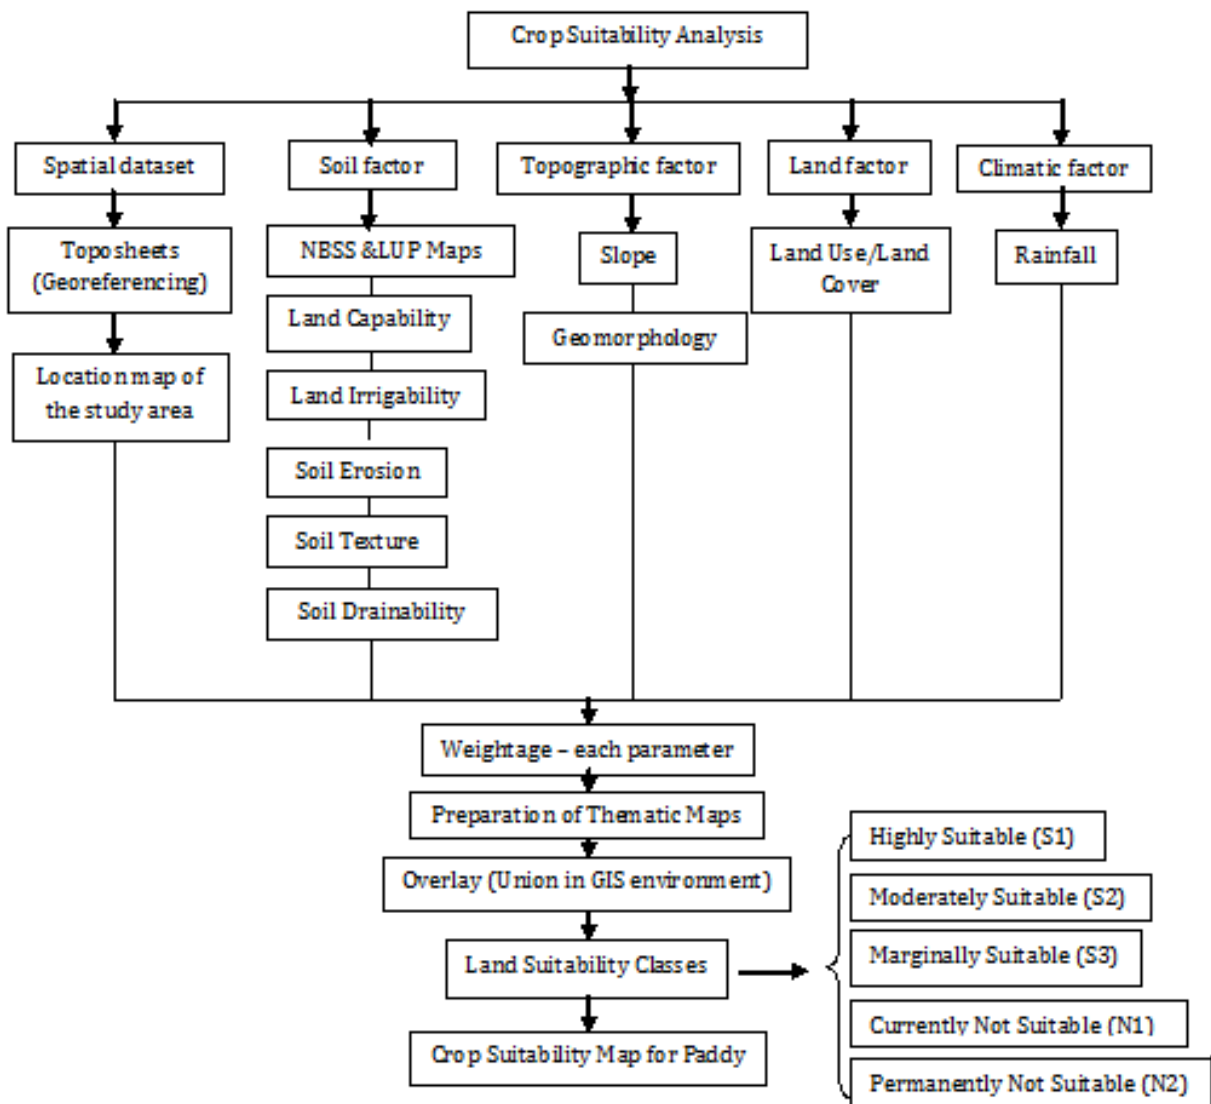 Crop Suitability Analysis
Spatial dataset
Soil factor
Topographic factor
Land factor
Climatic factor
Toposheets
(Georeferencing)
NBSS &LUP Maps
Slope
Land Use/Land
Cover
Rainfall
Land Capability
Geomorphology
Location map of
the study area
Land Irrigability
Soil Erosion
Soil Texture
Soil Drainability
Weightage – each parameter
Preparation of Thematic Maps
Overlay (Union in GIS environment)
Land Suitability Classes
Crop Suitability Map for Paddy
Highly Suitable (S1)
Moderately Suitable (S2)
Marginally Suitable (S3)
Currently Not Suitable (N1)
Permanently Not Suitable (N2)